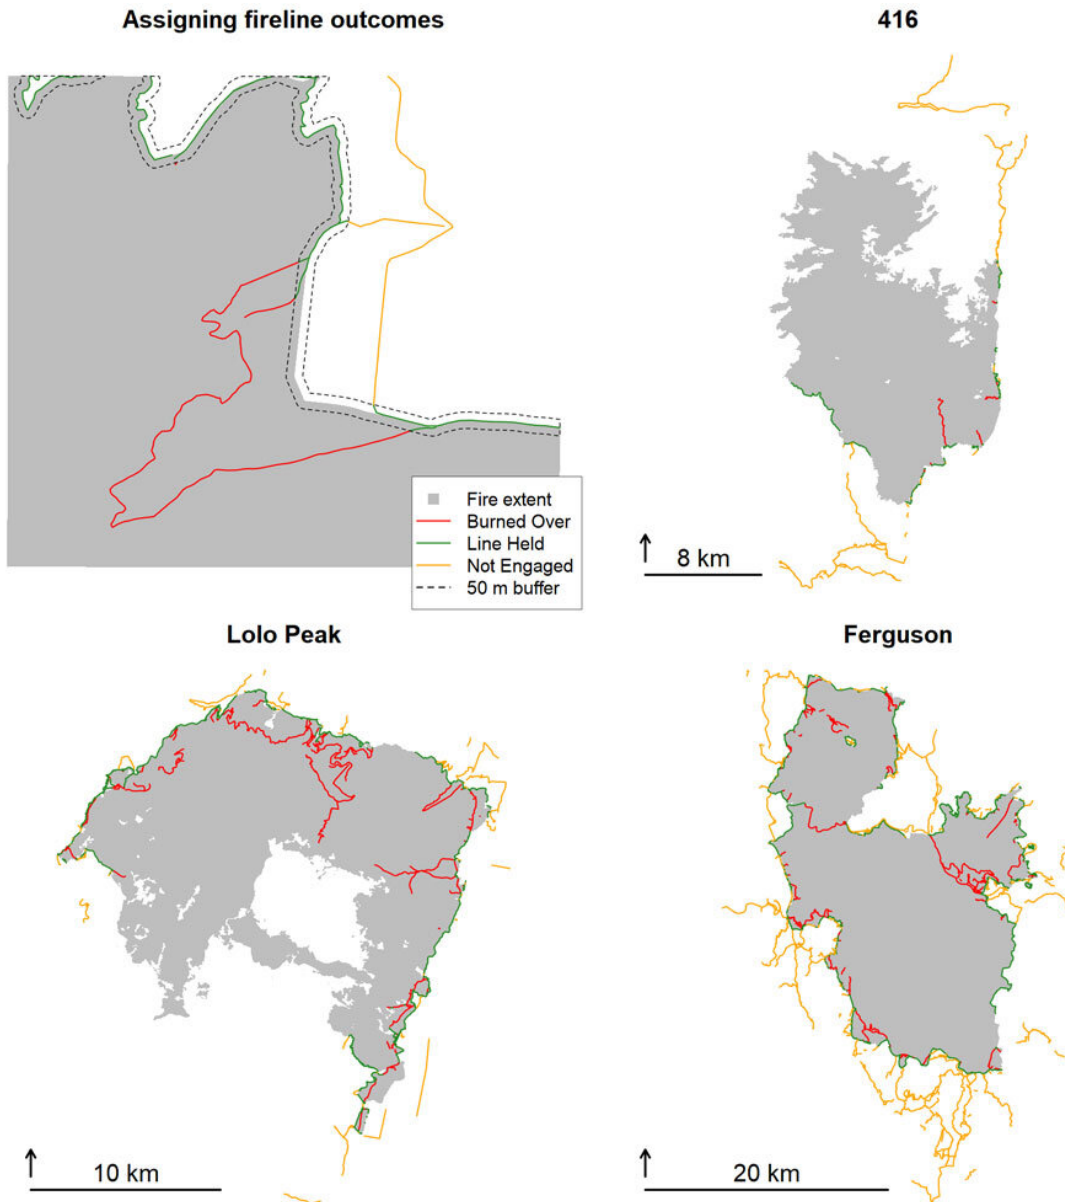 Assigning fireline outcomes
416
Fire extent
Burned Over
Line Held
Not Engaged
50 m buffer
8 km
Lolo Peak
Ferguson
10 km
20 km